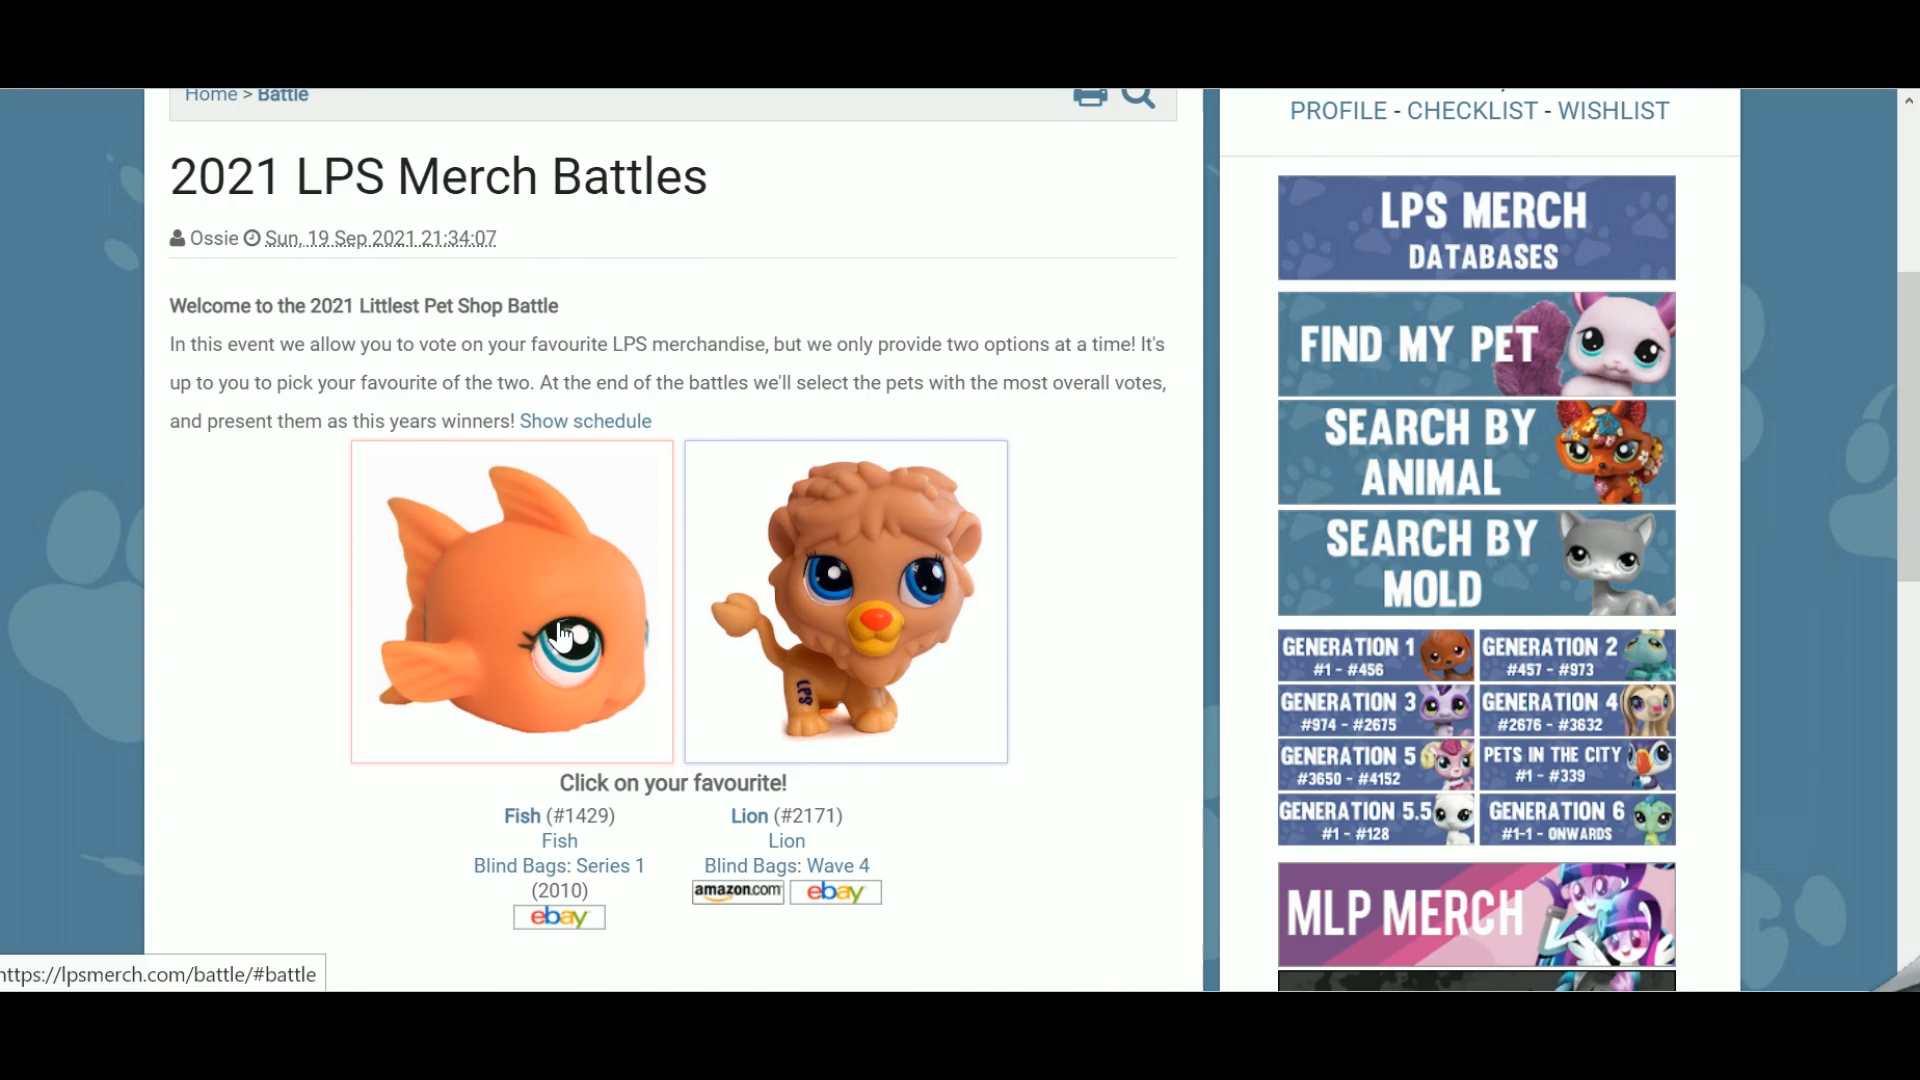 Home > Battle
PROFILE - CHECKLIST - WISHLIST
2021 LPS Merch Battles
Ossie Sun, 19 Sep 2021 21:34:07
Welcome to the 2021 Littlest Pet Shop Battle
In this event we allow you to vote on your favourite LPS merchandise, but we only provide two options at a time! It's
up to you to pick your favourite of the two. At the end of the battles we'll select the pets with the most overall votes,
and present them as this years winners! Show schedule
LPS
Click on your favourite!
Fish (#1429)
Fish
Blind Bags: Series 1
(2010)
ebay
Lion (#2171)
Lion
Blind Bags: Wave 4
amazon.com ebay
LPS MERCH
DATABASES
FIND MY PET
SEARCH BY
ANIMAL
SEARCH BY
MOLD
GENERATION 1
#1 - #456
GENERATION 2
#457 - #973
GENERATION 3
#974 - #2675
GENERATION 4
#2676 - #3632
GENERATION 5
#3650 - #4152
PETS IN THE CITY
#1 - #339
GENERATION 5.5
#1 - #128
GENERATION 6
#1-1 - ONWARDS
MLP MERCH
https://lpsmerch.com/battle/#battle